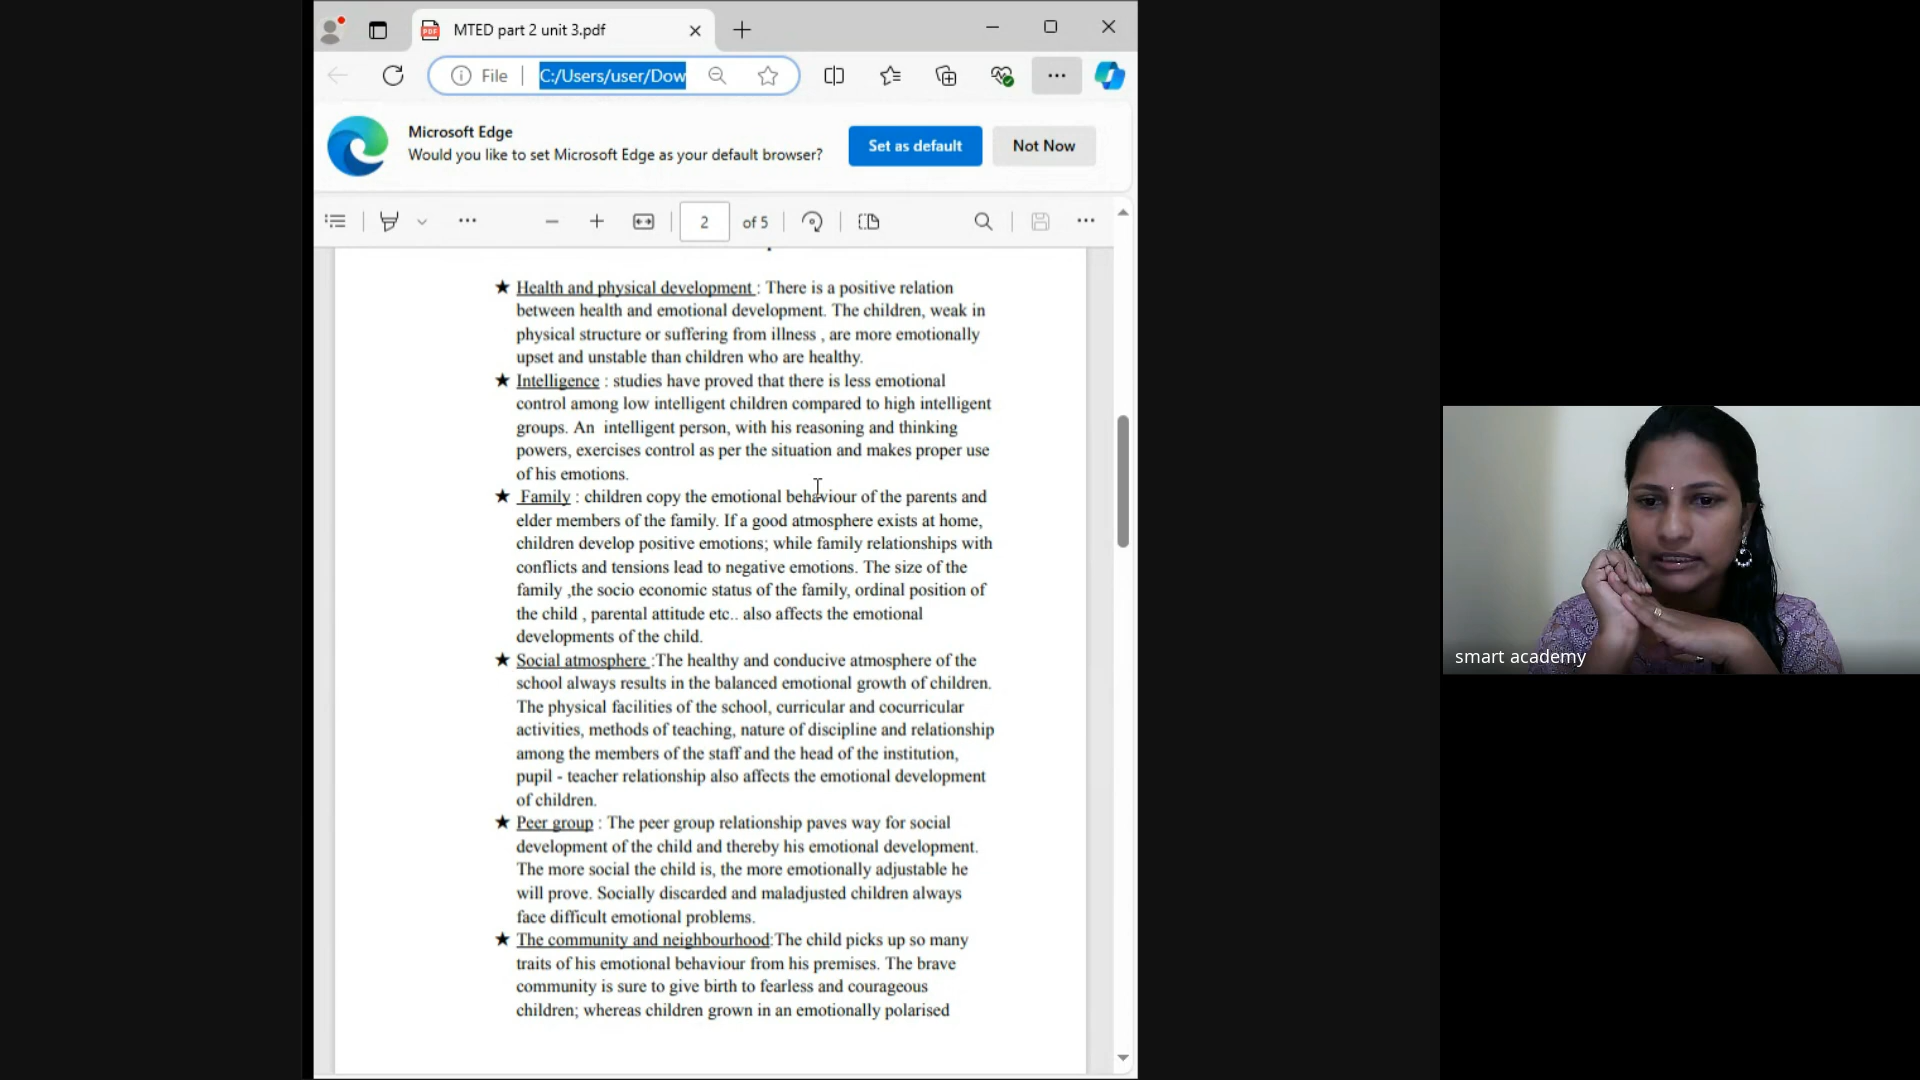 MTED part 2 unit 3.pdf
File
C:/Users/user/Dow
Microsoft Edge
Would you like to set Microsoft Edge as your default browser?
Set as default
Not Now
2 of 5
★ Health and physical development : There is a positive relation
between health and emotional development. The children, weak in
physical structure or suffering from illness , are more emotionally
upset and unstable than children who are healthy.
★ Intelligence : studies have proved that there is less emotional
control among low intelligent children compared to high intelligent
groups. An intelligent person, with his reasoning and thinking
powers, exercises control as per the situation and makes proper use
of his emotions.
★ Family : children copy the emotional behaviour of the parents and
elder members of the family. If a good atmosphere exists at home,
children develop positive emotions; while family relationships with
conflicts and tensions lead to negative emotions. The size of the
family ,the socio economic status of the family, ordinal position of
the child , parental attitude etc.. also affects the emotional
developments of the child.
★ Social atmosphere :The healthy and conducive atmosphere of the
school always results in the balanced emotional growth of children.
The physical facilities of the school, curricular and cocurricular
activities, methods of teaching, nature of discipline and relationship
among the members of the staff and the head of the institution,
pupil - teacher relationship also affects the emotional development
of children.
★ Peer group : The peer group relationship paves way for social
development of the child and thereby his emotional development.
The more social the child is, the more emotionally adjustable he
will prove. Socially discarded and maladjusted children always
face difficult emotional problems.
★ The community and neighbourhood:The child picks up so many
traits of his emotional behaviour from his premises. The brave
community is sure to give birth to fearless and courageous
children; whereas children grown in an emotionally polarised
smart academy